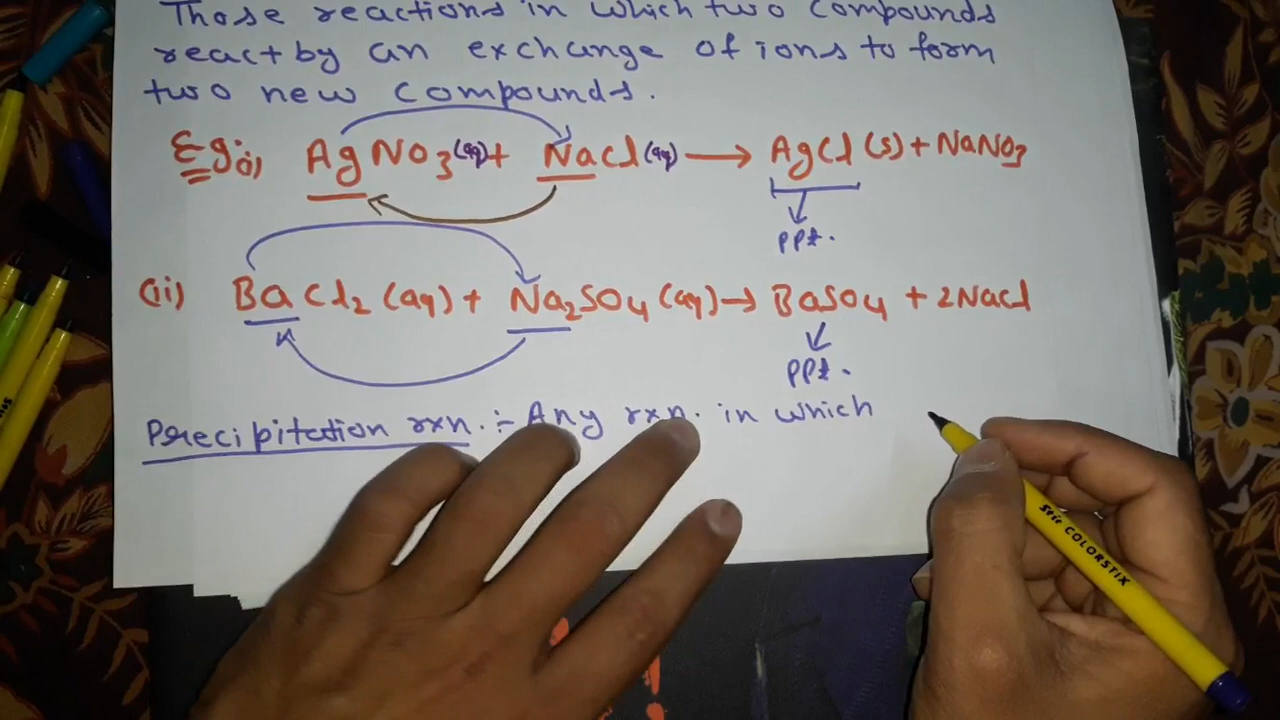 Those reactions in which two compounds
react by an exchange of ions to form
two new compounds.
Eg:i) AgNO3(aq)+ NaCl(aq) → AgCl(s)+NaNO3
ppt.
(ii) BaCl2(aq)+ Na2SO4(aq)→ BaSO4 + 2NaCl
ppt.
Precipitation rxn. :- Any rxn. in which
Stic COLORSTIX